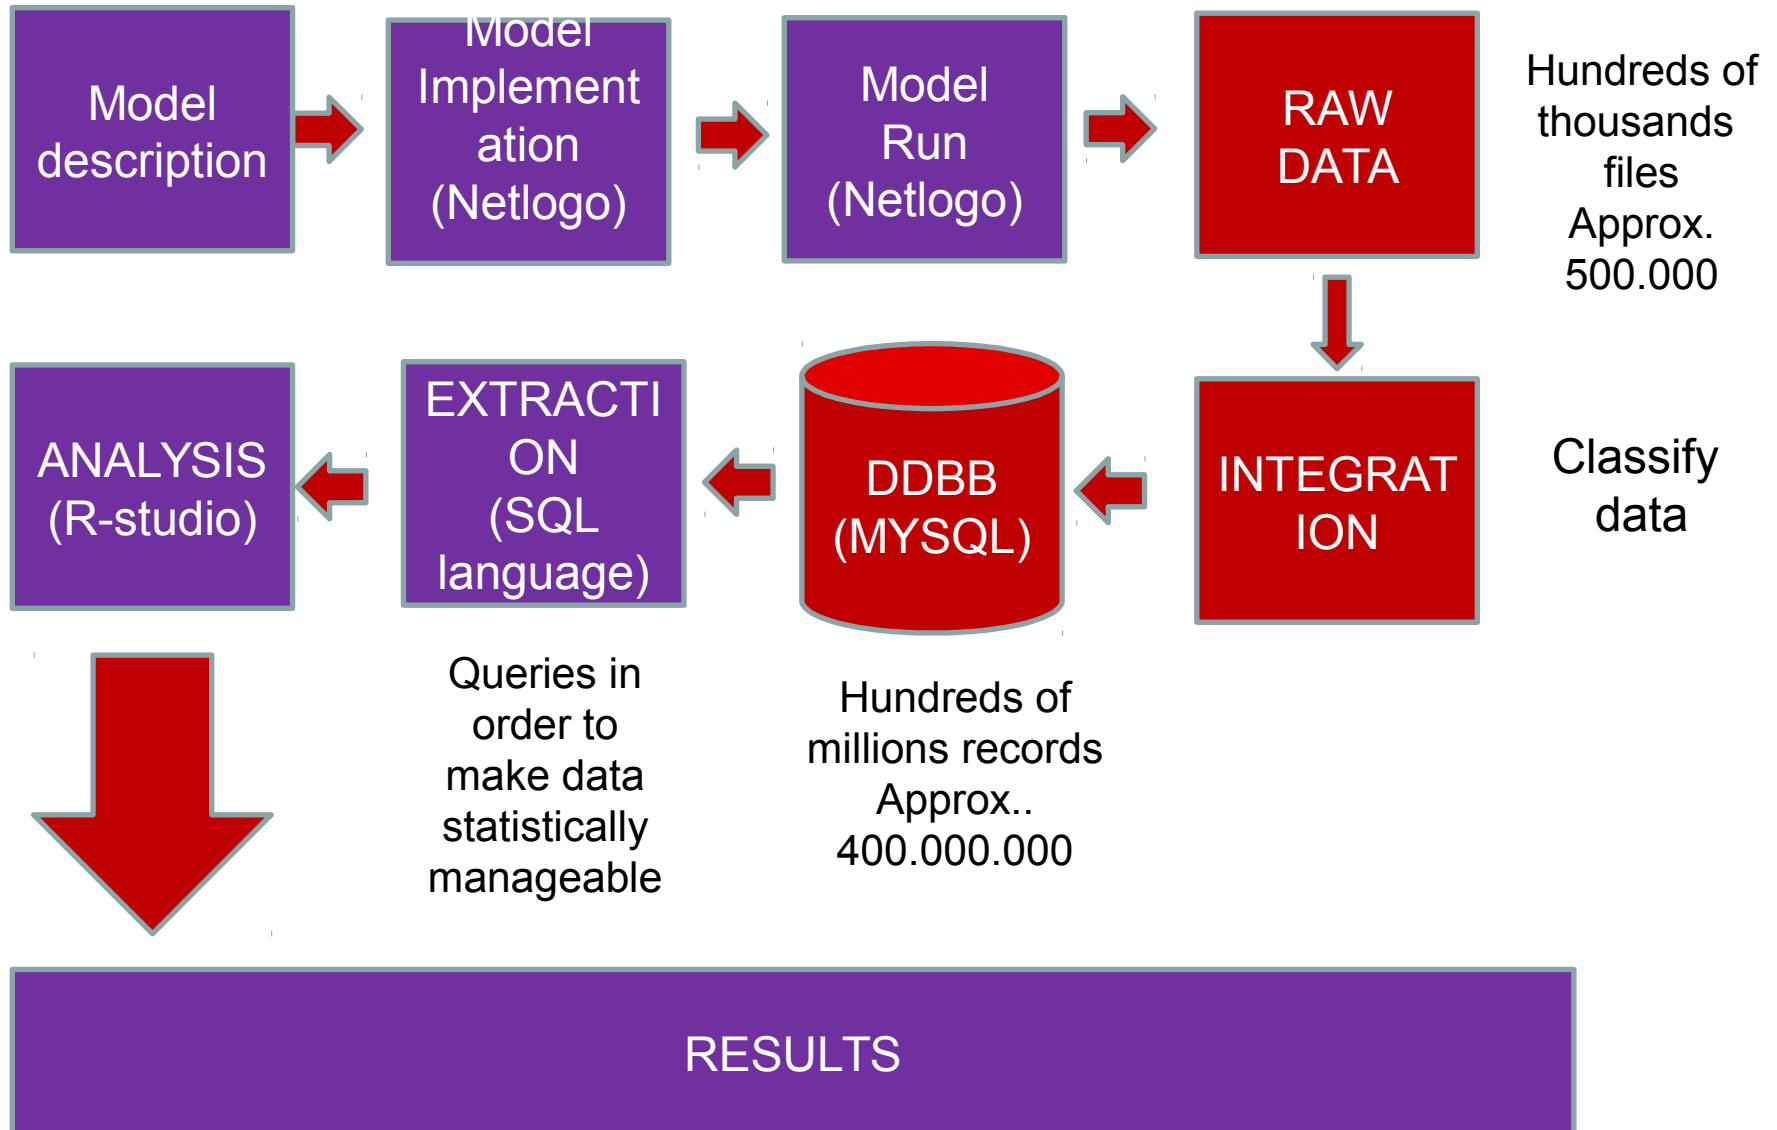 Model
description
Model
Implement
ation
(Netlogo)
Model
Run
(Netlogo)
RAW
DATA
Hundreds of
thousands
files
Approx.
500.000
ANALYSIS
(R-studio)
EXTRACTI
ON
(SQL
language)
DDBB
(MYSQL)
INTEGRAT
ION
Classify
data
Queries in
order to
make data
statistically
manageable
Hundreds of
millions records
Approx..
400.000.000
RESULTS